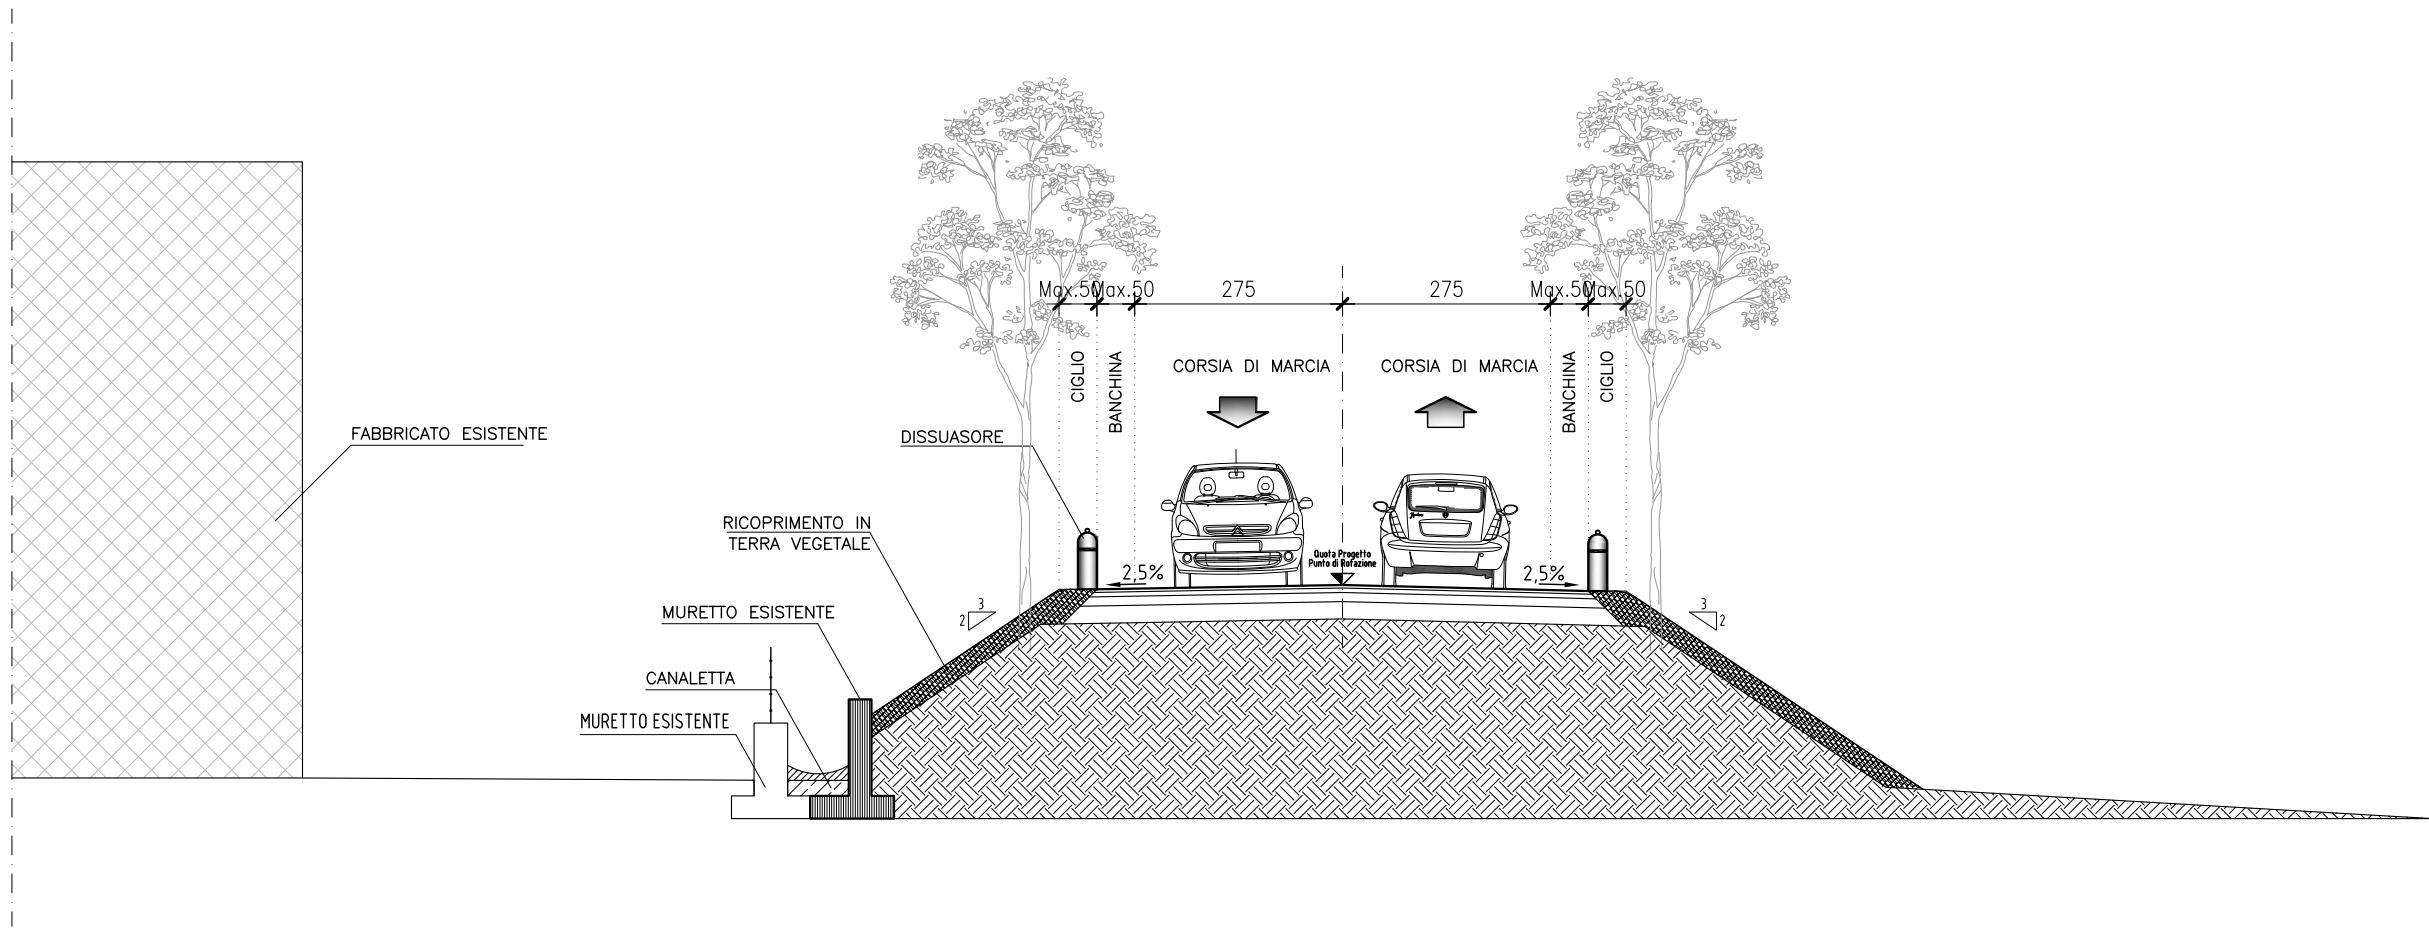 Max.50 Max.50 275 275 Max.50 Max.50
CIGLIO
BANCHINA
CORSIA DI MARCIA
CORSIA DI MARCIA
BANCHINA
CIGLIO
FABBRICATO ESISTENTE
DISSUASORE
RICOPRIMENTO IN
TERRA VEGETALE
Quota Progetto
Punto di Rotazione
2,5%
2,5%
3
2
3
2
MURETTO ESISTENTE
CANALETTA
MURETTO ESISTENTE